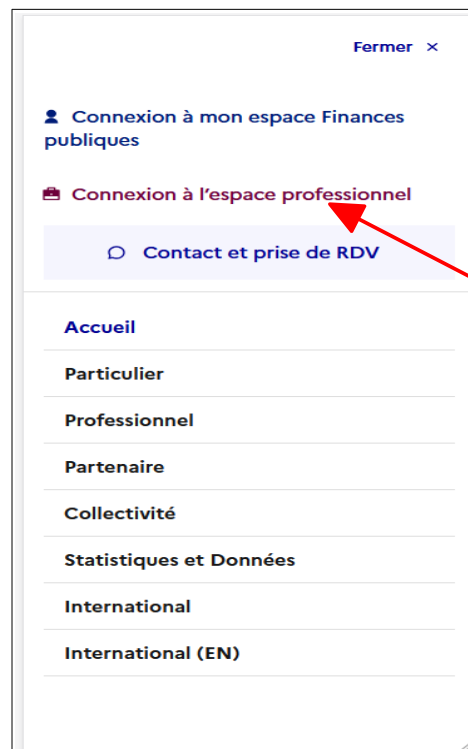 Fermer ×
Connexion à mon espace Finances
publiques
Connexion à l’espace professionnel
Contact et prise de RDV
Accueil
Particulier
Professionnel
Partenaire
Collectivité
Statistiques et Données
International
International (EN)